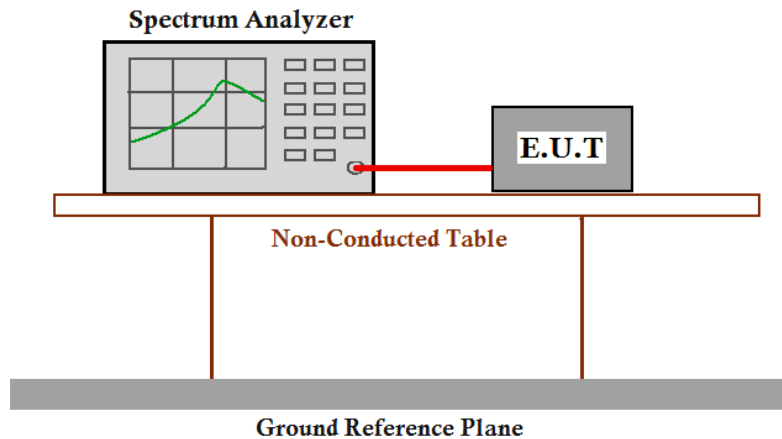 Spectrum Analyzer
E.U.T
Non-Conducted Table
Ground Reference Plane